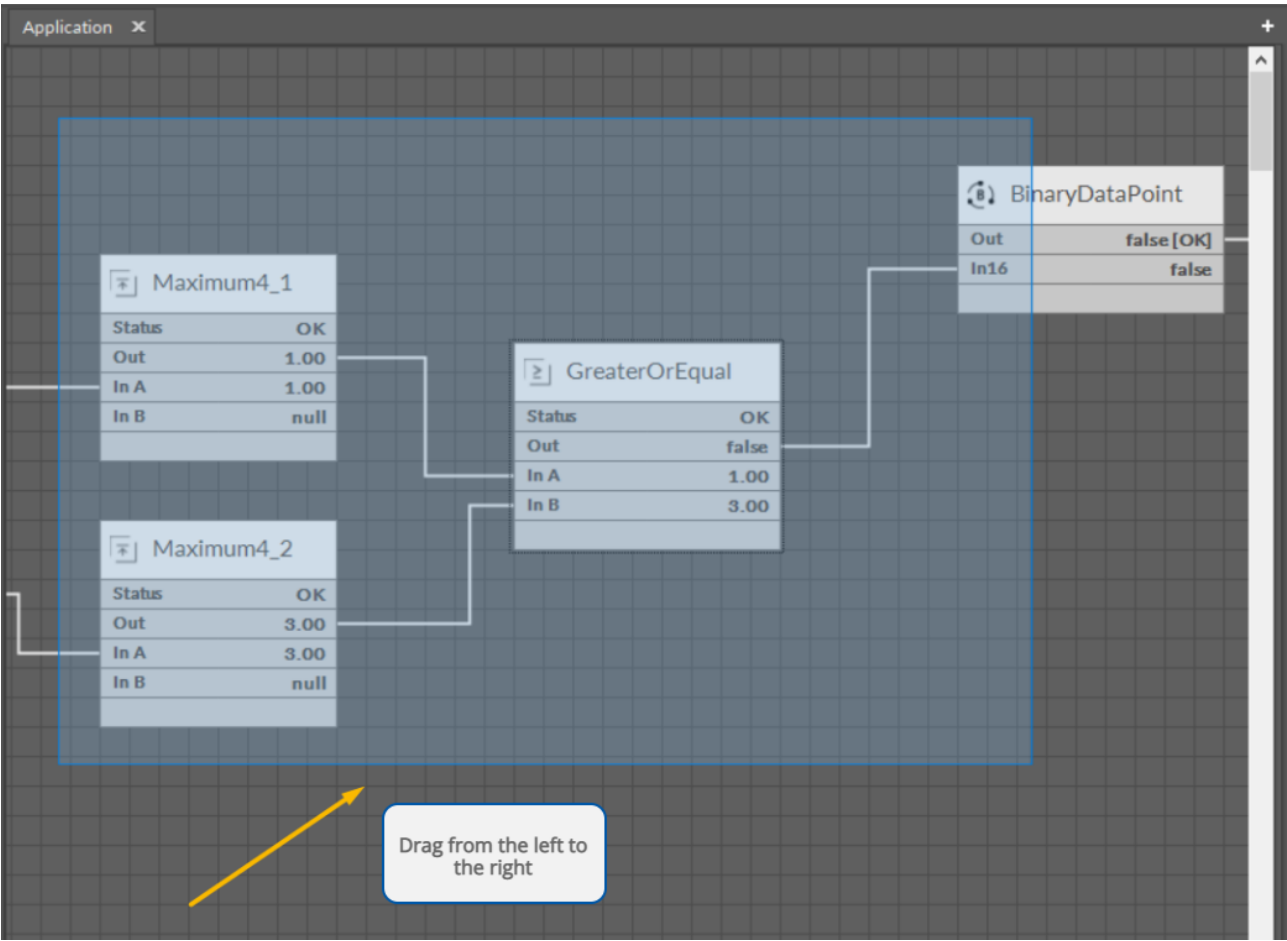 Application
BinaryDataPoint
Out false [OK]
In16 false
Maximum4_1
Status OK
Out 1.00
In A 1.00
In B null
GreaterOrEqual
Status OK
Out false
In A 1.00
In B 3.00
Maximum4_2
Status OK
Out 3.00
In A 3.00
In B null
Drag from the left to
the right